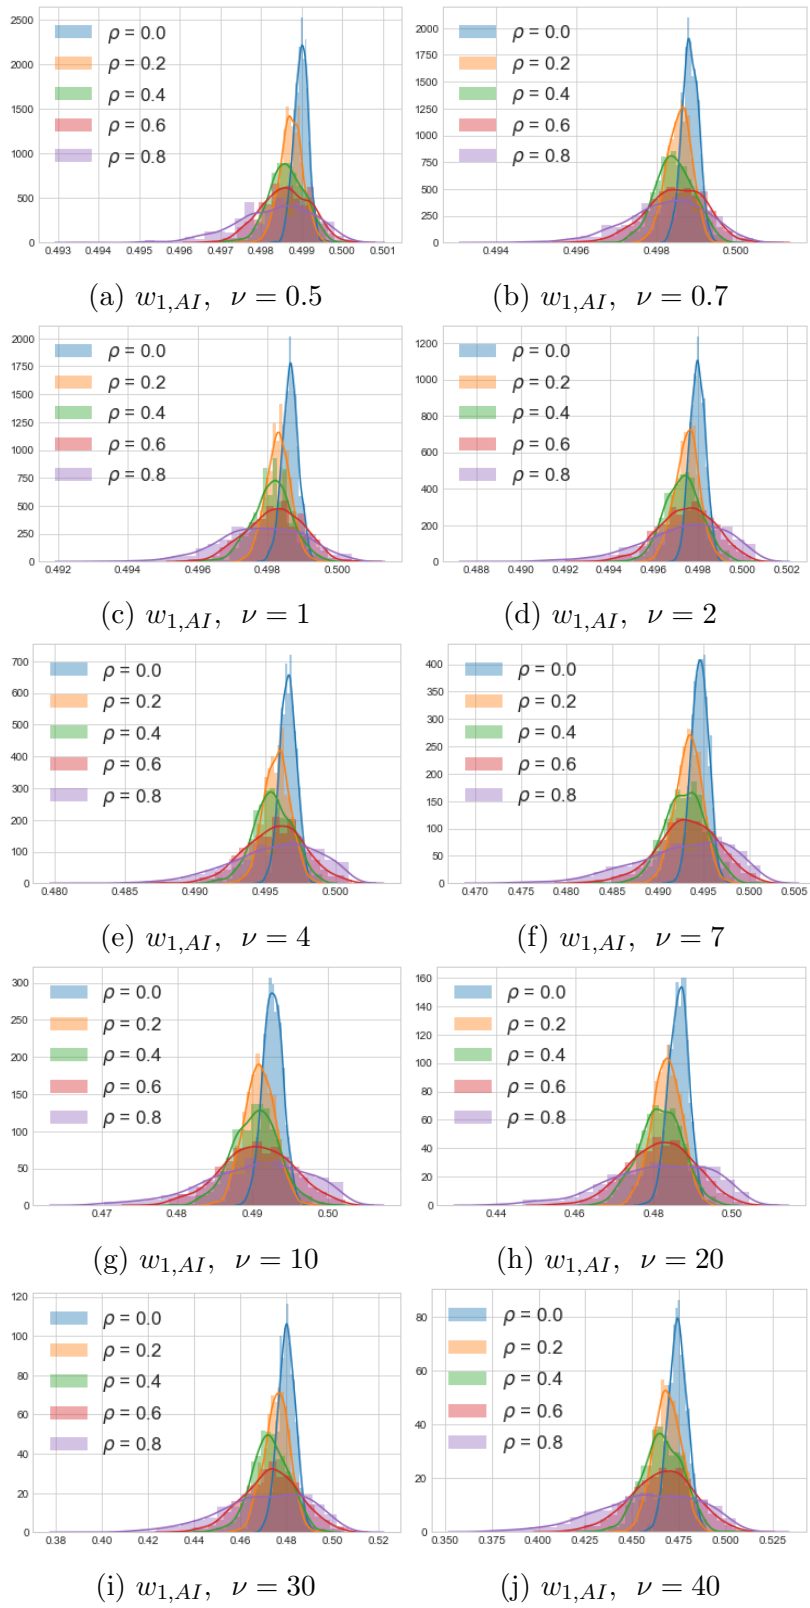 2500
2000
1500
1000
500
0
ρ = 0.0
ρ = 0.2
ρ = 0.4
ρ = 0.6
ρ = 0.8
0.493 0.494 0.495 0.496 0.497 0.498 0.499 0.500 0.501
(a) w1,AI, ν = 0.5
2000
1750
1500
1250
1000
750
500
250
0
ρ = 0.0
ρ = 0.2
ρ = 0.4
ρ = 0.6
ρ = 0.8
0.494 0.496 0.498 0.500
(b) w1,AI, ν = 0.7
2000
1750
1500
1250
1000
750
500
250
0
ρ = 0.0
ρ = 0.2
ρ = 0.4
ρ = 0.6
ρ = 0.8
0.492 0.494 0.496 0.498 0.500
(c) w1,AI, ν = 1
1200
1000
800
600
400
200
0
ρ = 0.0
ρ = 0.2
ρ = 0.4
ρ = 0.6
ρ = 0.8
0.488 0.490 0.492 0.494 0.496 0.498 0.500 0.502
(d) w1,AI, ν = 2
700
600
500
400
300
200
100
0
ρ = 0.0
ρ = 0.2
ρ = 0.4
ρ = 0.6
ρ = 0.8
0.480 0.485 0.490 0.495 0.500
(e) w1,AI, ν = 4
400
350
300
250
200
150
100
50
0
ρ = 0.0
ρ = 0.2
ρ = 0.4
ρ = 0.6
ρ = 0.8
0.470 0.475 0.480 0.485 0.490 0.495 0.500 0.505
(f) w1,AI, ν = 7
300
250
200
150
100
50
0
ρ = 0.0
ρ = 0.2
ρ = 0.4
ρ = 0.6
ρ = 0.8
0.47 0.48 0.49 0.50
(g) w1,AI, ν = 10
160
140
120
100
80
60
40
20
0
ρ = 0.0
ρ = 0.2
ρ = 0.4
ρ = 0.6
ρ = 0.8
0.44 0.46 0.48 0.50
(h) w1,AI, ν = 20
120
100
80
60
40
20
0
ρ = 0.0
ρ = 0.2
ρ = 0.4
ρ = 0.6
ρ = 0.8
0.38 0.40 0.42 0.44 0.46 0.48 0.50 0.52
(i) w1,AI, ν = 30
80
60
40
20
0
ρ = 0.0
ρ = 0.2
ρ = 0.4
ρ = 0.6
ρ = 0.8
0.350 0.375 0.400 0.425 0.450 0.475 0.500 0.525
(j) w1,AI, ν = 40